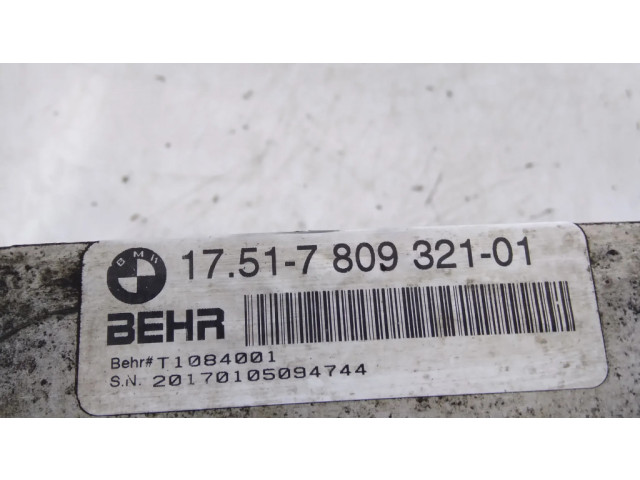 BMW 17.51-7 809 321-01
BEHR
Behr# T1084001
S.N. 20170105094744